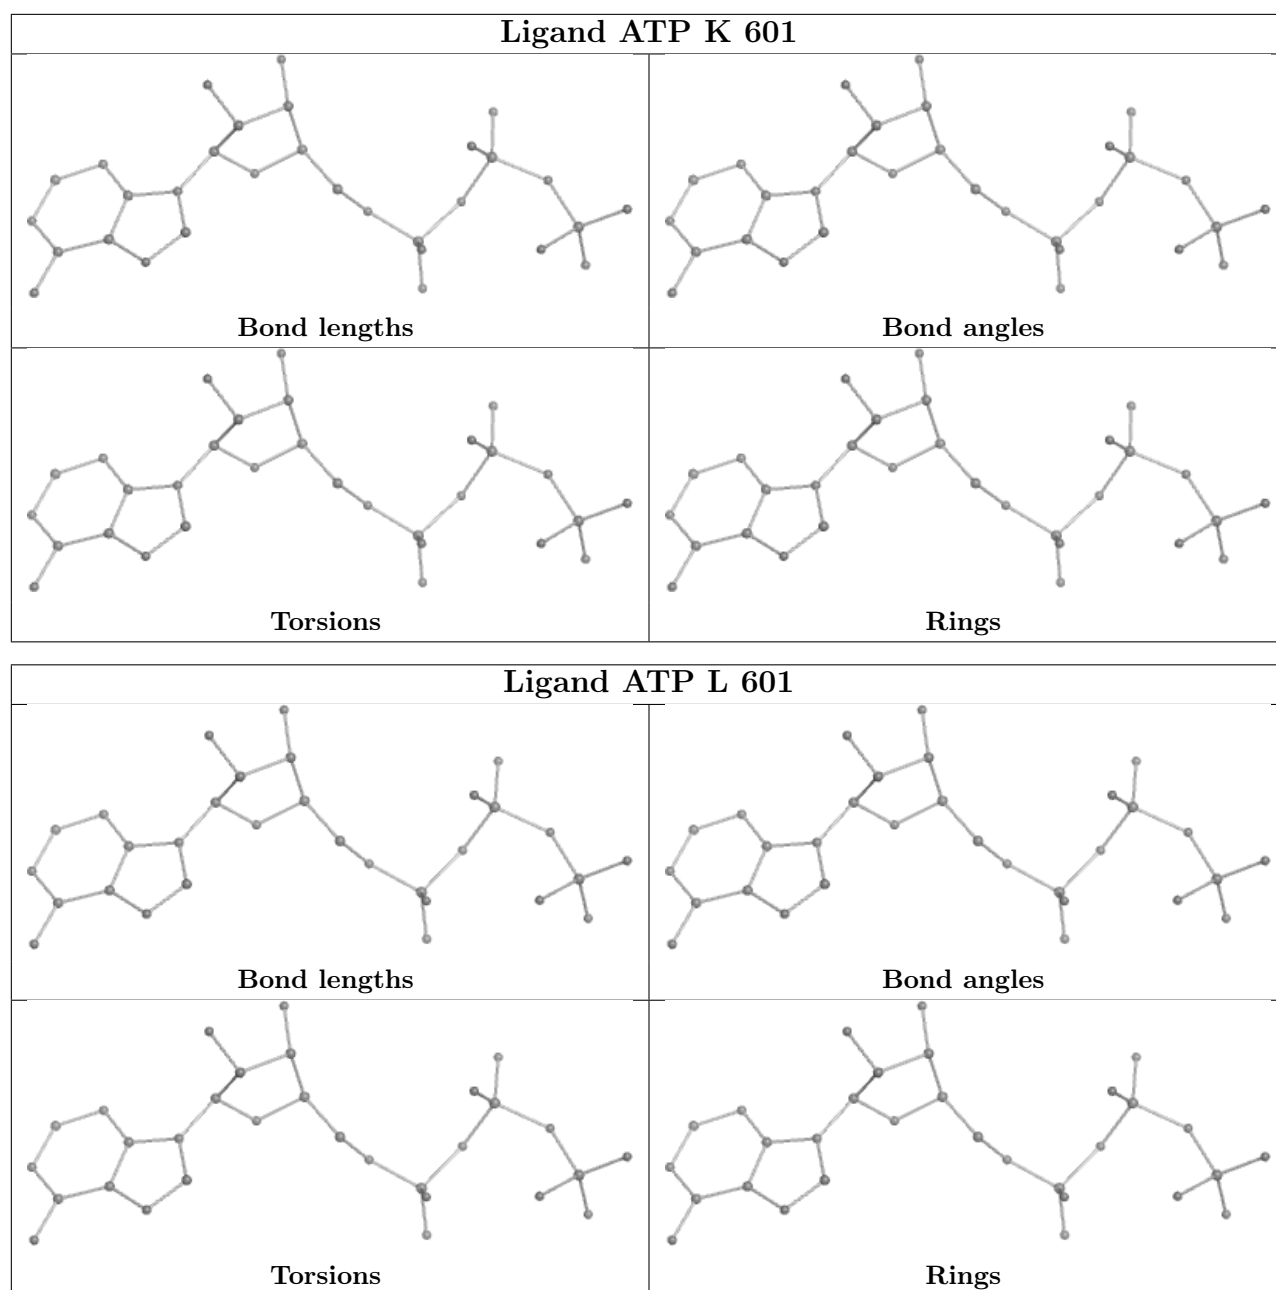 Ligand ATP K 601
Bond lengths
Bond angles
Torsions
Rings
Ligand ATP L 601
Bond lengths
Bond angles
Torsions
Rings